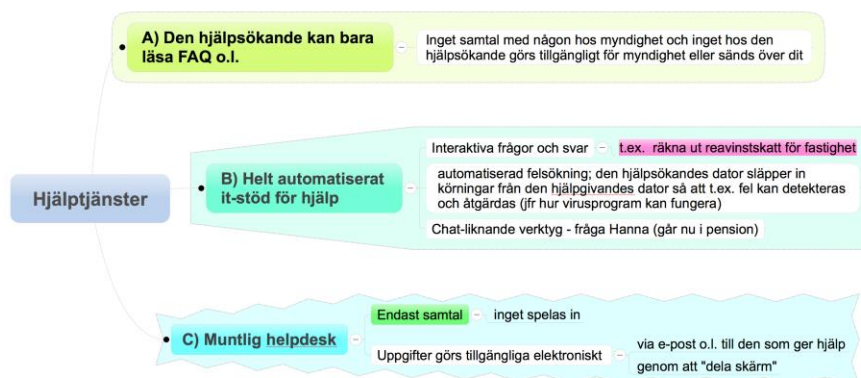 A) Den hjälpsökande kan bara
läsa FAQ o.l.
Inget samtal med någon hos myndighet och inget hos den
hjälpsökande görs tillgängligt för myndighet eller sänds över dit
Hjälptjänster
B) Helt automatiserat
it-stöd för hjälp
Interaktiva frågor och svar
t.ex. räkna ut reavinstskatt för fastighet
automatiserad felsökning; den hjälpsökandes dator släpper in
körningar från den hjälpgivandes dator så att t.ex. fel kan detekteras
och åtgärdas (jfr hur virusprogram kan fungera)
Chat-liknande verktyg - fråga Hanna (går nu i pension)
C) Muntlig helpdesk
Endast samtal
inget spelas in
Uppgifter görs tillgängliga elektroniskt
via e-post o.l. till den som ger hjälp
genom att "dela skärm"